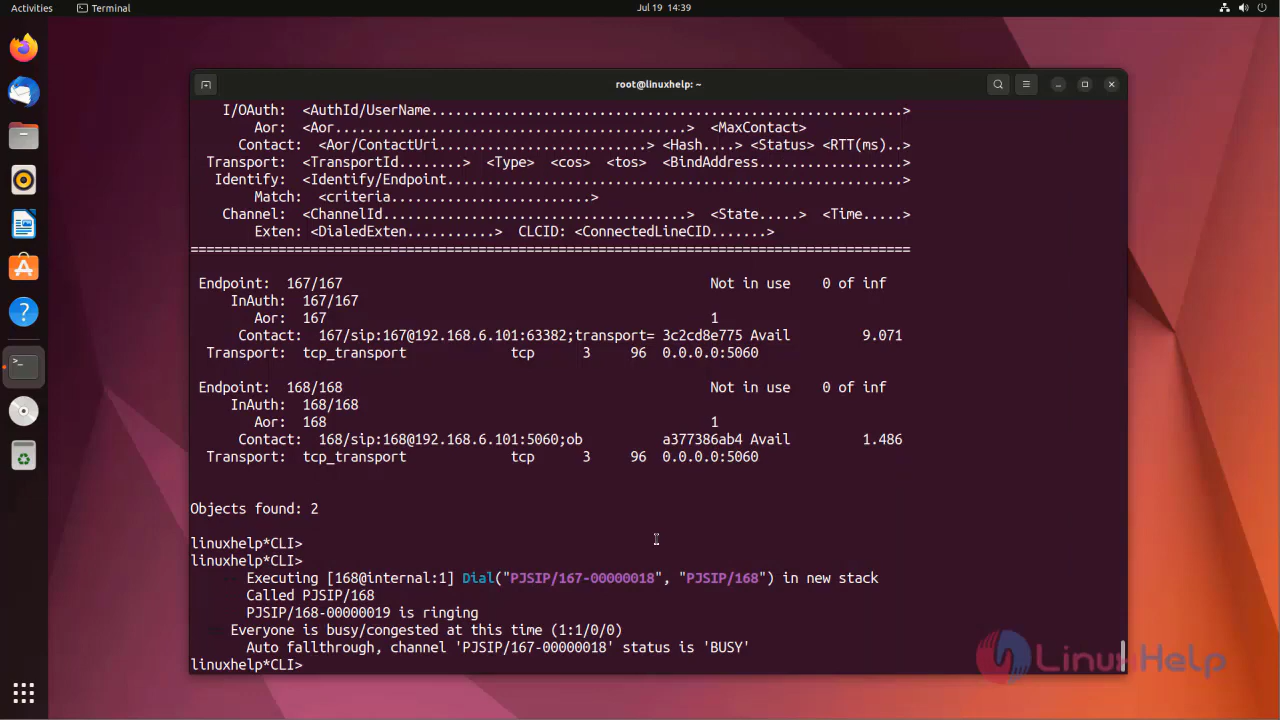 Activities Terminal Jul 19 14:39
root@linuxhelp: ~
I/OAuth: <AuthId/UserName...........................................................>
Aor: <Aor............................................> <MaxContact>
Contact: <Aor/ContactUri..........................> <Hash....> <Status> <RTT(ms)..>
Transport: <TransportId........> <Type> <cos> <tos> <BindAddress..................>
Identify: <Identify/Endpoint.........................................................>
Match: <criteria.........................>
Channel: <ChannelId......................................> <State.....> <Time.....>
Exten: <DialedExten...........> CLCID: <ConnectedLineCID.......>
==========================================================================================
Endpoint: 167/167 Not in use 0 of inf
InAuth: 167/167
Aor: 167 1
Contact: 167/sip:167@192.168.6.101:63382;transport= 3c2cd8e775 Avail 9.071
Transport: tcp_transport tcp 3 96 0.0.0.0:5060
Endpoint: 168/168 Not in use 0 of inf
InAuth: 168/168
Aor: 168 1
Contact: 168/sip:168@192.168.6.101:5060;ob a377386ab4 Avail 1.486
Transport: tcp_transport tcp 3 96 0.0.0.0:5060
Objects found: 2
linuxhelp*CLI>
linuxhelp*CLI>
Executing [168@internal:1] Dial("PJSIP/167-00000018", "PJSIP/168") in new stack
Called PJSIP/168
PJSIP/168-00000019 is ringing
Everyone is busy/congested at this time (1:1/0/0)
Auto fallthrough, channel 'PJSIP/167-00000018' status is 'BUSY'
linuxhelp*CLI>
LinuxHelp